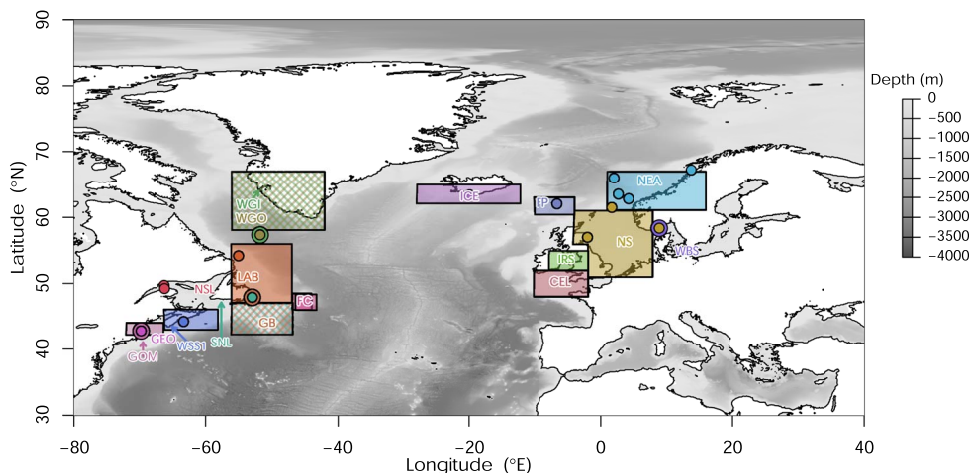 90
80
70
60
50
40
30
Latitude (°N)
−80
−60
−40
−20
0
20
40
Longitude (°E)
Depth (m)
0
−500
−1000
−1500
−2000
−2500
−3000
−3500
−4000
WGI
WGO
ICE
FP
NEA
NS
WBS
IRS
CEL
LAB
NSL
FC
GB
GEO
WSS1
SNL
GOM